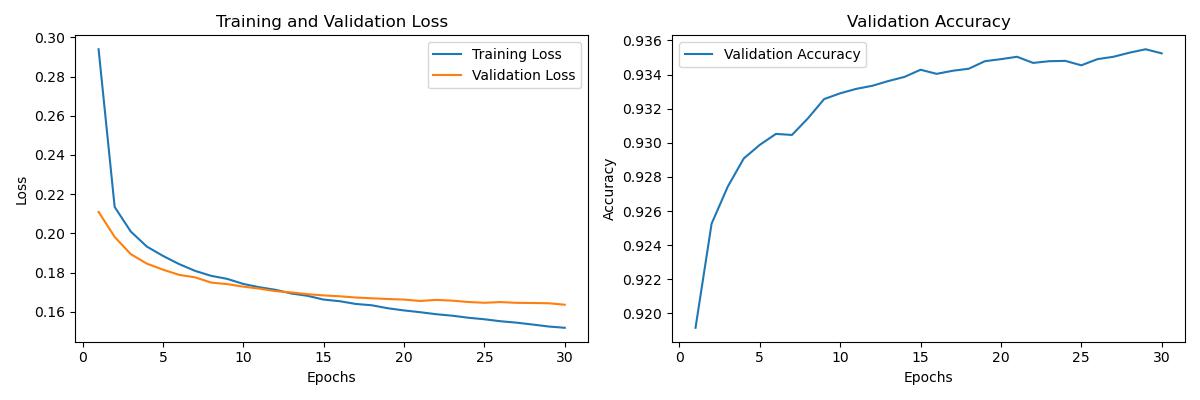 Training and Validation Loss
0.30
0.28
0.26
0.24
0.22
0.20
0.18
0.16
Loss
Training Loss
Validation Loss
0 5 10 15 20 25 30
Epochs
Validation Accuracy
0.936
0.934
0.932
0.930
0.928
0.926
0.924
0.922
0.920
Accuracy
Validation Accuracy
0 5 10 15 20 25 30
Epochs